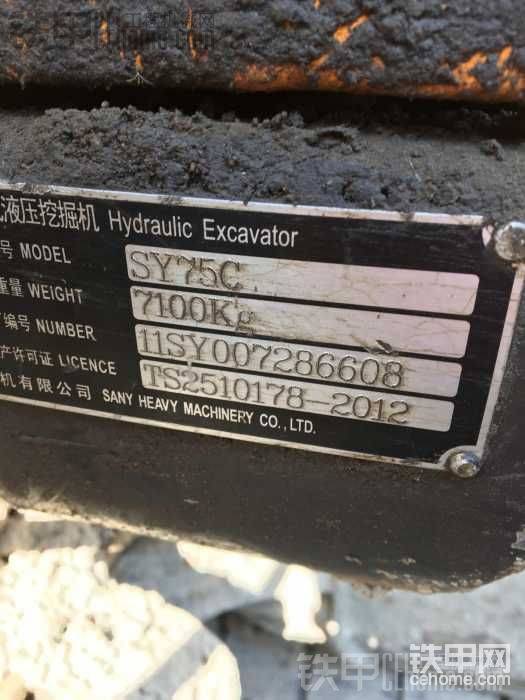 液压挖掘机 Hydraulic Excavator
号 MODEL SY75C
重量 WEIGHT 7100Kg
编号 NUMBER 11SY007286608
产许可证 LICENCE TS2510178-2012
机有限公司 SANY HEAVY MACHINERY CO.,LTD.
铁甲网
cehome.com